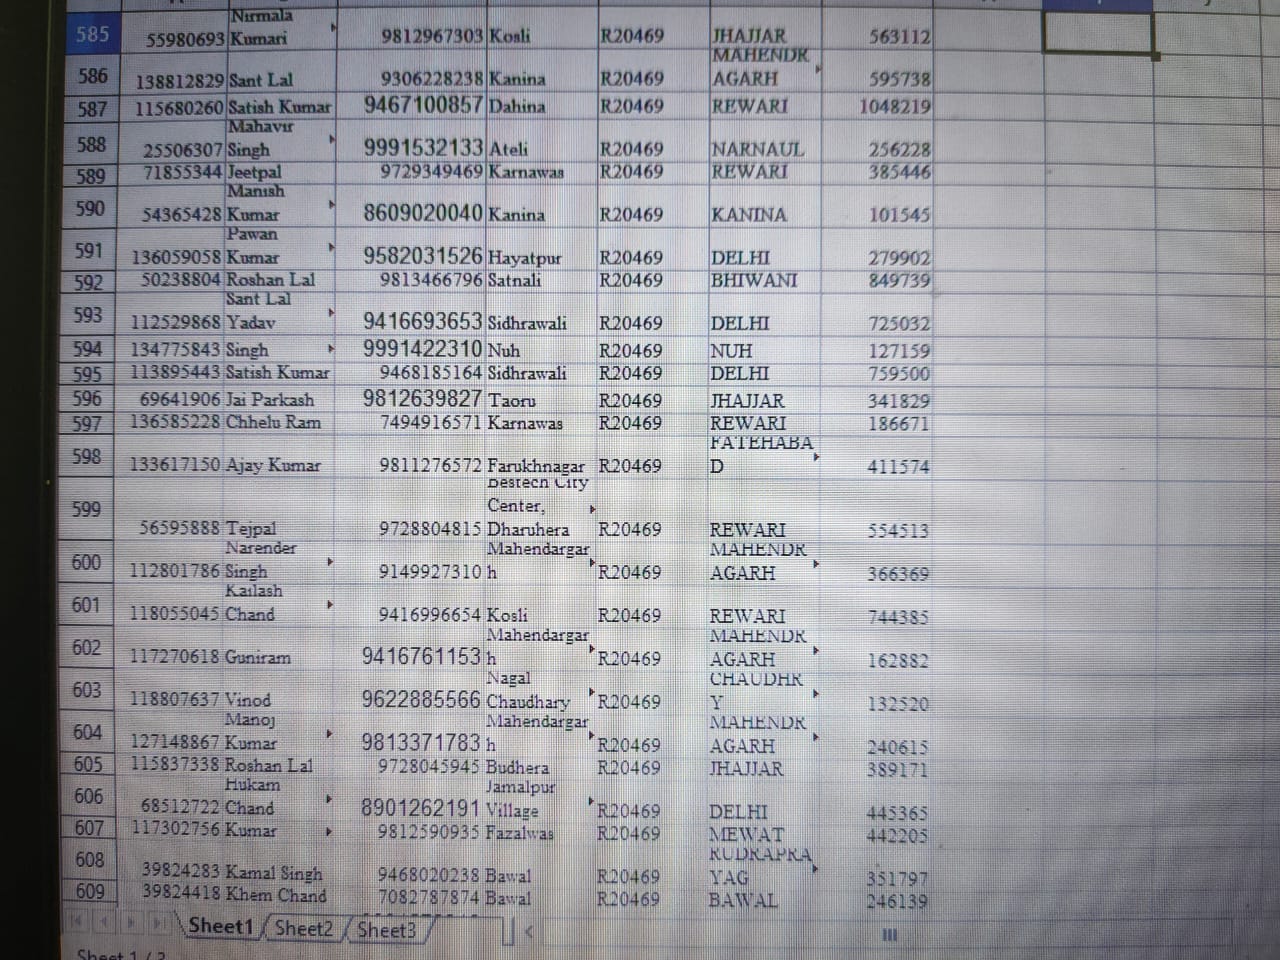 585 55980693 Nirmala Kumari 9812967303 Kosli R20469 JHAJJAR 563112
586 138812829 Sant Lal 9306228238 Kanina R20469 MAHENDR AGARH 595738
587 115680260 Satish Kumar 9467100857 Dahina R20469 REWARI 1048219
588 25506307 Mahavir Singh 9991532133 Ateli R20469 NARNAUL 256228
589 71855344 Jeetpal 9729349469 Karnawas R20469 REWARI 385446
590 54365428 Manish Kumar 8609020040 Kanina R20469 KANINA 101545
591 136059058 Pawan Kumar 9582031526 Hayatpur R20469 DELHI 279902
592 50238804 Roshan Lal 9813466796 Satnali R20469 BHIWANI 849739
593 112529868 Sant Lal Yadav 9416693653 Sidhrawali R20469 DELHI 725032
594 134775843 Singh 9991422310 Nuh R20469 NUH 127159
595 113895443 Satish Kumar 9468185164 Sidhrawali R20469 DELHI 759500
596 69641906 Jai Parkash 9812639827 Taoru R20469 JHAJJAR 341829
597 136585228 Chhelu Ram 7494916571 Karnawas R20469 REWARI 186671
598 133617150 Ajay Kumar 9811276572 Farukhnagar R20469 FATEHABA D 411574
599 56595888 Tejpal 9728804815 Bestech City Center, Dharuhera R20469 REWARI 554513
600 112801786 Narender Singh 9149927310 Mahendargar h R20469 MAHENDR AGARH 366369
601 118055045 Kailash Chand 9416996654 Kosli R20469 REWARI 744385
602 117270618 Guniram 9416761153 Mahendargar h R20469 MAHENDR AGARH 162882
603 118807637 Vinod 9622885566 Nagal Chaudhary R20469 CHAUDHR Y 132520
604 127148867 Manoj Kumar 9813371783 Mahendargar h R20469 MAHENDR AGARH 240615
605 115837338 Roshan Lal 9728045945 Budhera R20469 JHAJJAR 389171
606 68512722 Hukam Chand 8901262191 Jamalpur Village R20469 DELHI 445365
607 117302756 Kumar 9812590935 Fazalwas R20469 MEWAT 442205
608 39824283 Kamal Singh 9468020238 Bawal R20469 RUDRAPRA YAG 351797
609 39824418 Khem Chand 7082787874 Bawal R20469 BAWAL 246139
Sheet1 Sheet2 Sheet3
Sheet 1 / 3